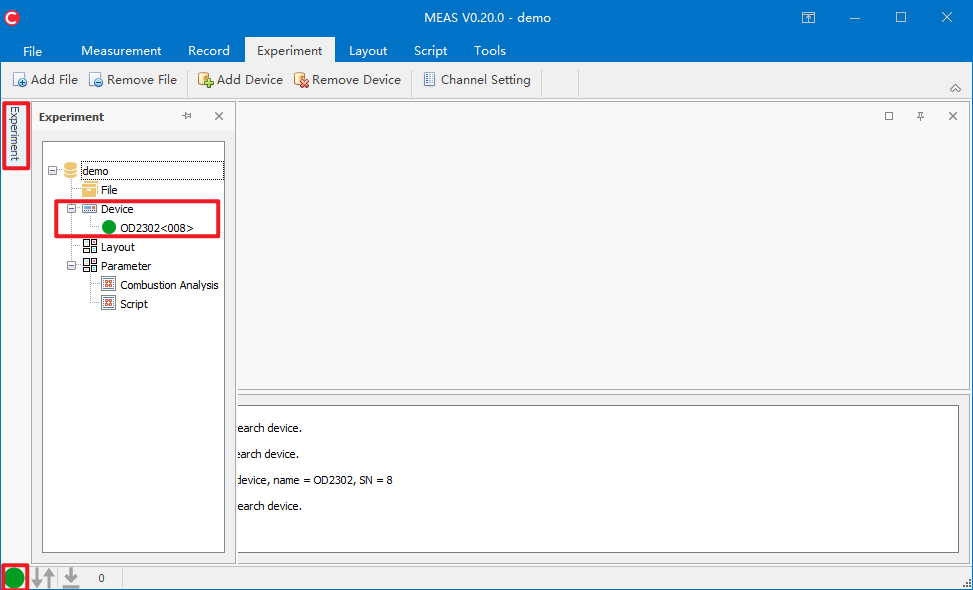 MEAS V0.20.0 - demo
File Measurement Record Experiment Layout Script Tools
Add File Remove File Add Device Remove Device Channel Setting
Experiment
Experiment
demo
File
Device
OD2302<008>
Layout
Parameter
Combustion Analysis
Script
earch device.
earch device.
device, name = OD2302, SN = 8
earch device.
0